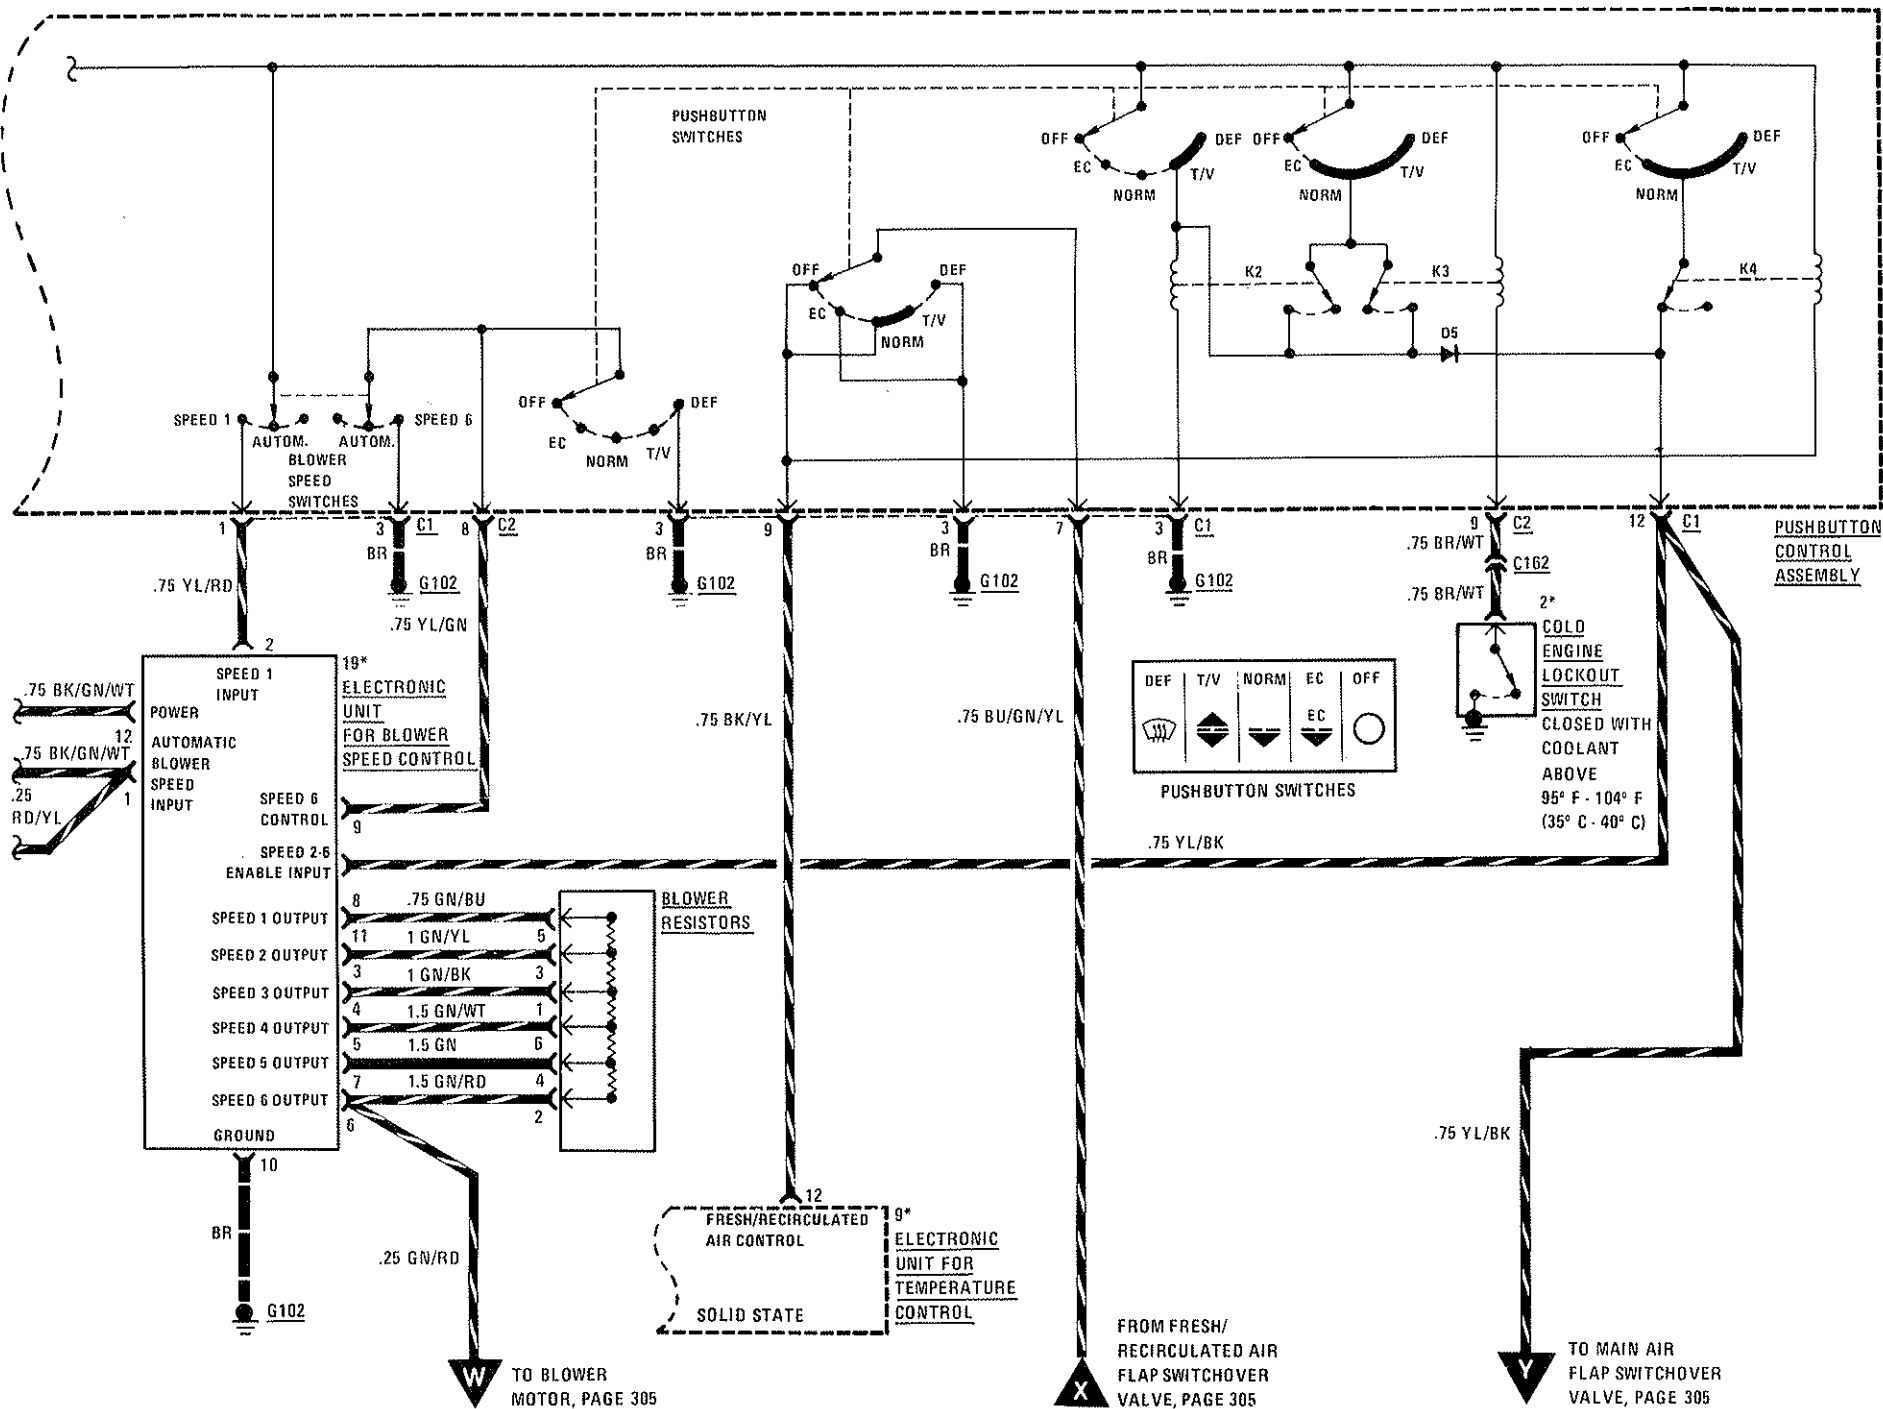 PUSHBUTTON
SWITCHES
OFF
EC
NORM
T/V
DEF
OFF
EC
NORM
T/V
DEF
OFF
EC
NORM
T/V
DEF
K2
K3
K4
D5
OFF
EC
NORM
T/V
DEF
OFF
EC
NORM
T/V
DEF
SPEED 1
AUTOM.
AUTOM.
SPEED 6
BLOWER
SPEED
SWITCHES
1
3
C1
8
C2
3
9
3
7
3
C1
9
C2
12
C1
PUSHBUTTON
CONTROL
ASSEMBLY
BR
BR
BR
BR
G102
G102
G102
G102
.75 BR/WT
C162
.75 BR/WT
.75 YL/RD
.75 YL/GN
2
2*
COLD
ENGINE
LOCKOUT
SWITCH
CLOSED WITH
COOLANT
ABOVE
95º F - 104º F
(35º C - 40º C)
SPEED 1
INPUT
19*
ELECTRONIC
UNIT
FOR BLOWER
SPEED CONTROL
.75 BK/GN/WT
POWER
12
.75 BK/GN/WT
AUTOMATIC
BLOWER
SPEED
INPUT
1
.25
RD/YL
.75 BK/YL
.75 BU/GN/YL
DEF
T/V
NORM
EC
OFF
EC
PUSHBUTTON SWITCHES
SPEED 6
CONTROL
9
SPEED 2-6
ENABLE INPUT
8
.75 YL/BK
SPEED 1 OUTPUT
.75 GN/BU
11
5
SPEED 2 OUTPUT
1 GN/YL
3
3
SPEED 3 OUTPUT
1 GN/BK
4
1
SPEED 4 OUTPUT
1.5 GN/WT
5
6
SPEED 5 OUTPUT
1.5 GN
7
4
SPEED 6 OUTPUT
1.5 GN/RD
6
2
BLOWER
RESISTORS
GROUND
10
BR
G102
.25 GN/RD
W
TO BLOWER
MOTOR, PAGE 305
12
FRESH/RECIRCULATED
AIR CONTROL
SOLID STATE
9*
ELECTRONIC
UNIT FOR
TEMPERATURE
CONTROL
X
FROM FRESH/
RECIRCULATED AIR
FLAP SWITCHOVER
VALVE, PAGE 305
.75 YL/BK
Y
TO MAIN AIR
FLAP SWITCHOVER
VALVE, PAGE 305